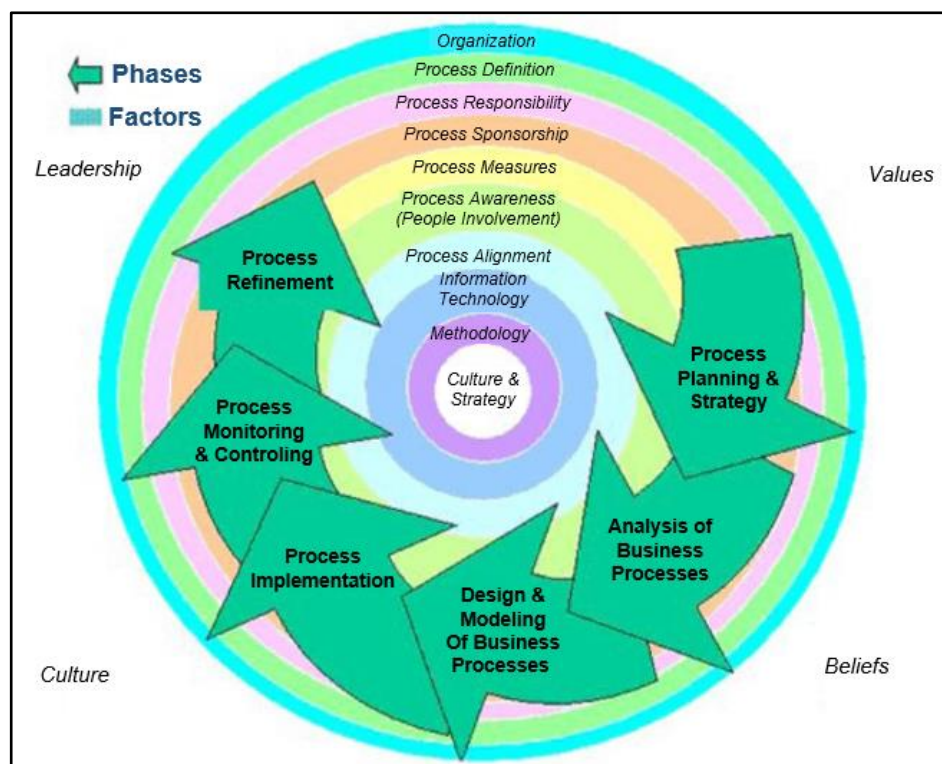 Organization
Phases
Process Definition
Factors
Process Responsibility
Process Sponsorship
Leadership
Process Measures
Values
Process Awareness
(People Involvement)
Process Alignment
Information
Technology
Methodology
Culture &
Strategy
Process
Refinement
Process
Planning &
Strategy
Process
Monitoring
& Controling
Analysis of
Business
Processes
Process
Implementation
Design &
Modeling
Of Business
Processes
Culture
Beliefs